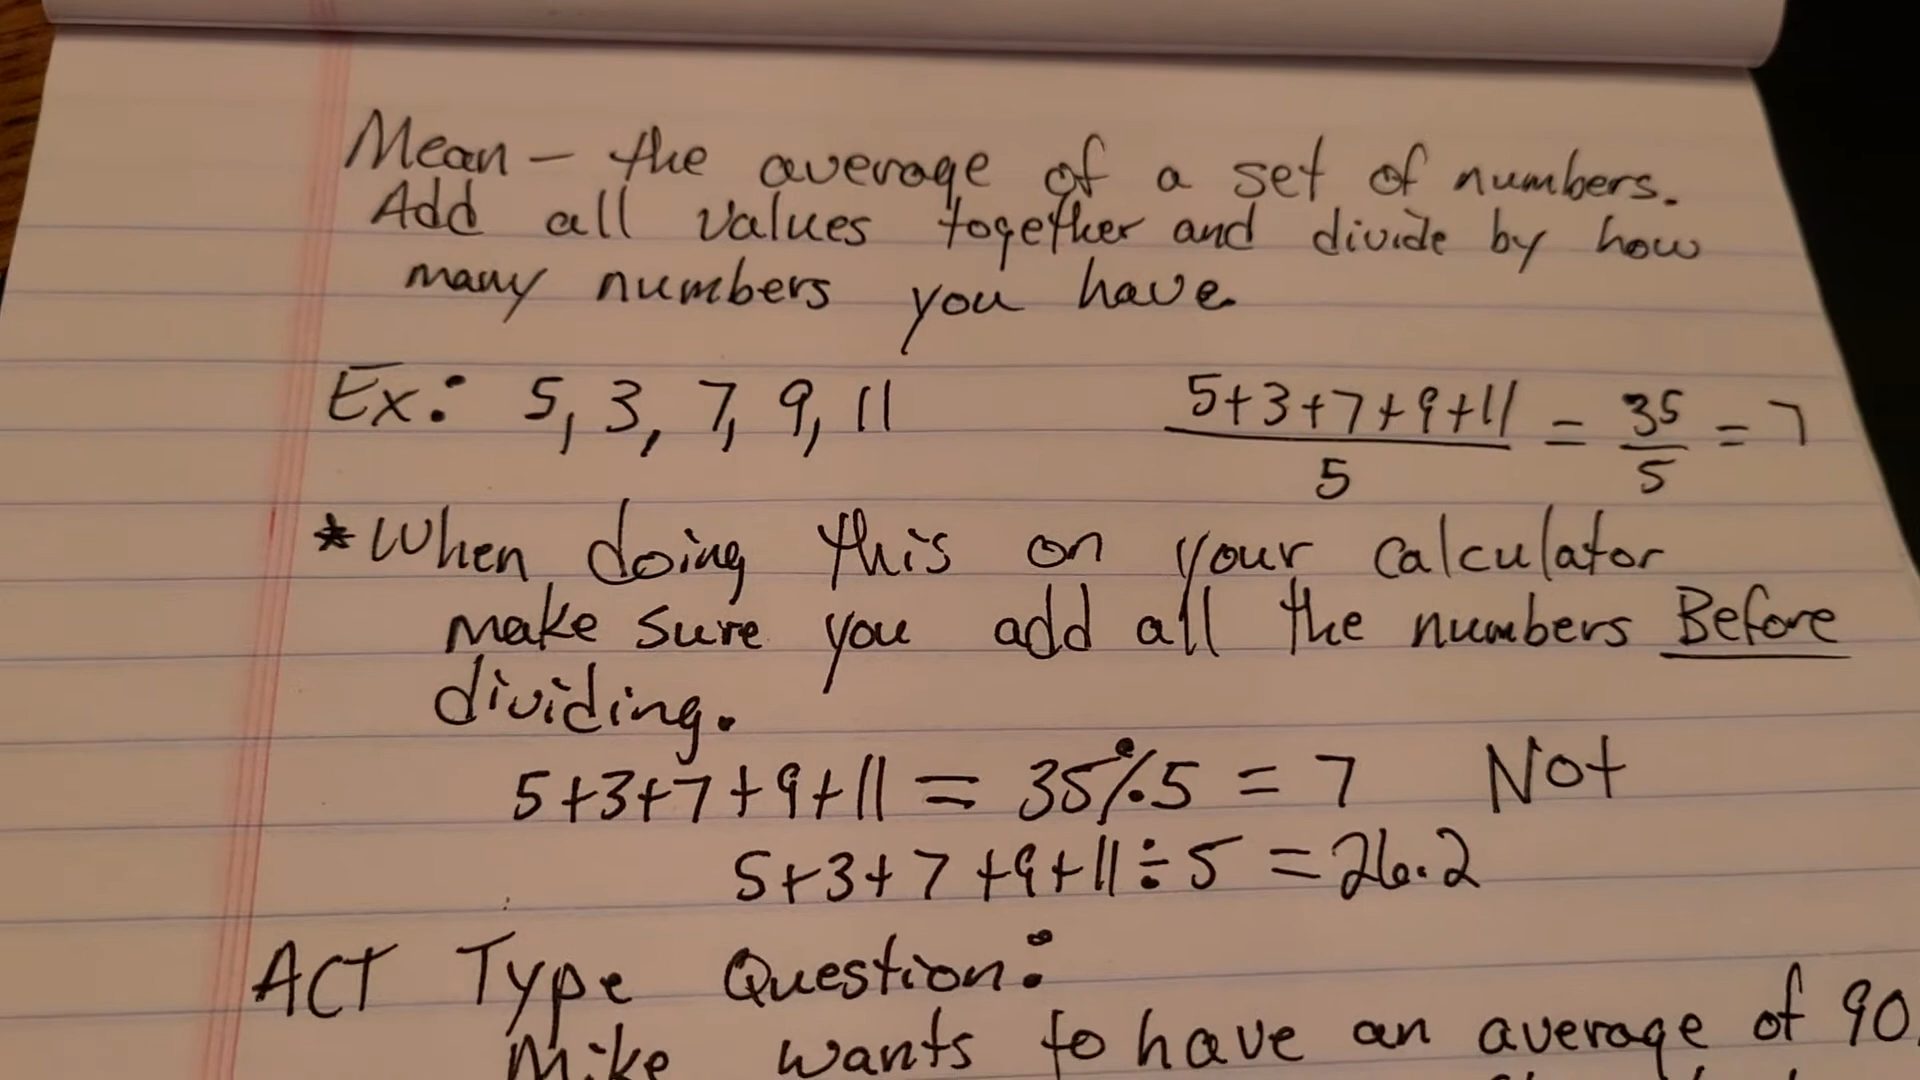 Mean – the average of a set of numbers.
Add all values together and divide by how
many numbers you have.
Ex: 5, 3, 7, 9, 11 (5+3+7+9+11)/5 = 35/5 = 7
*When doing this on your calculator
make sure you add all the numbers Before
dividing.
5+3+7+9+11 = 35÷5 = 7 Not
5+3+7+9+11÷5 = 26.2
ACT Type Question:
Mike wants to have an average of 90